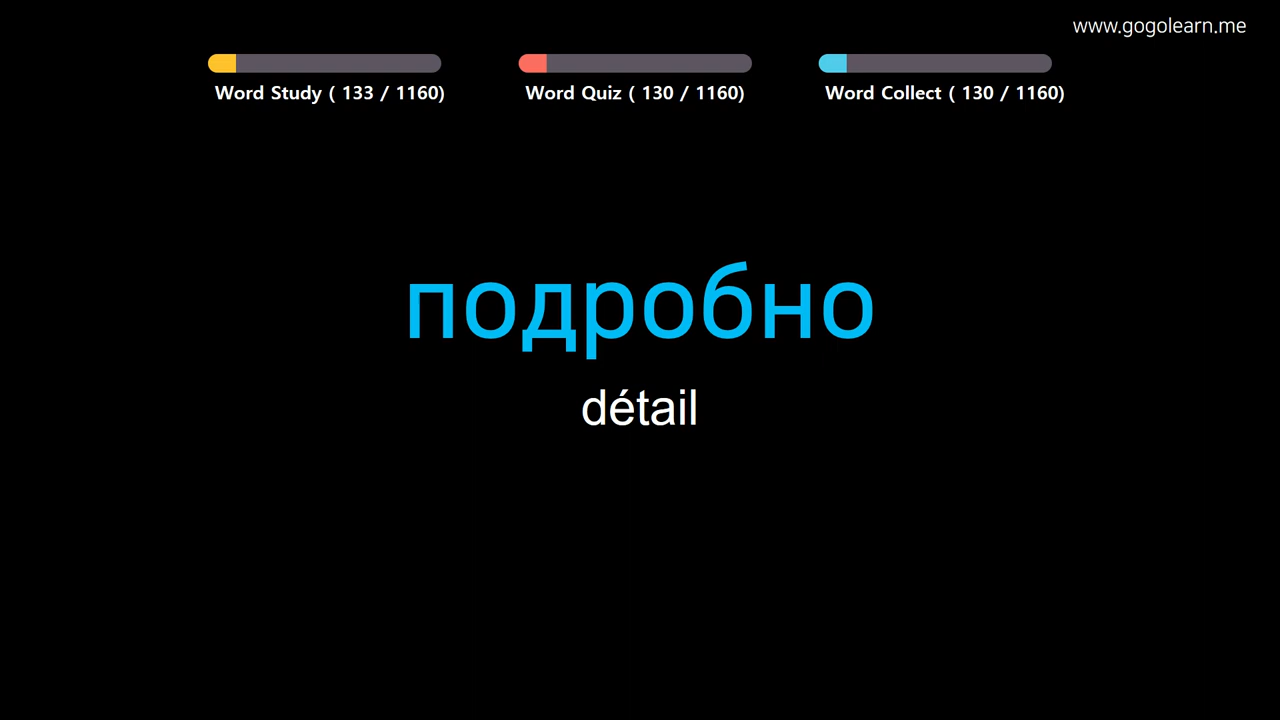 www.gogolearn.me
Word Study ( 133 / 1160)
Word Quiz ( 130 / 1160)
Word Collect ( 130 / 1160)
подробно
détail